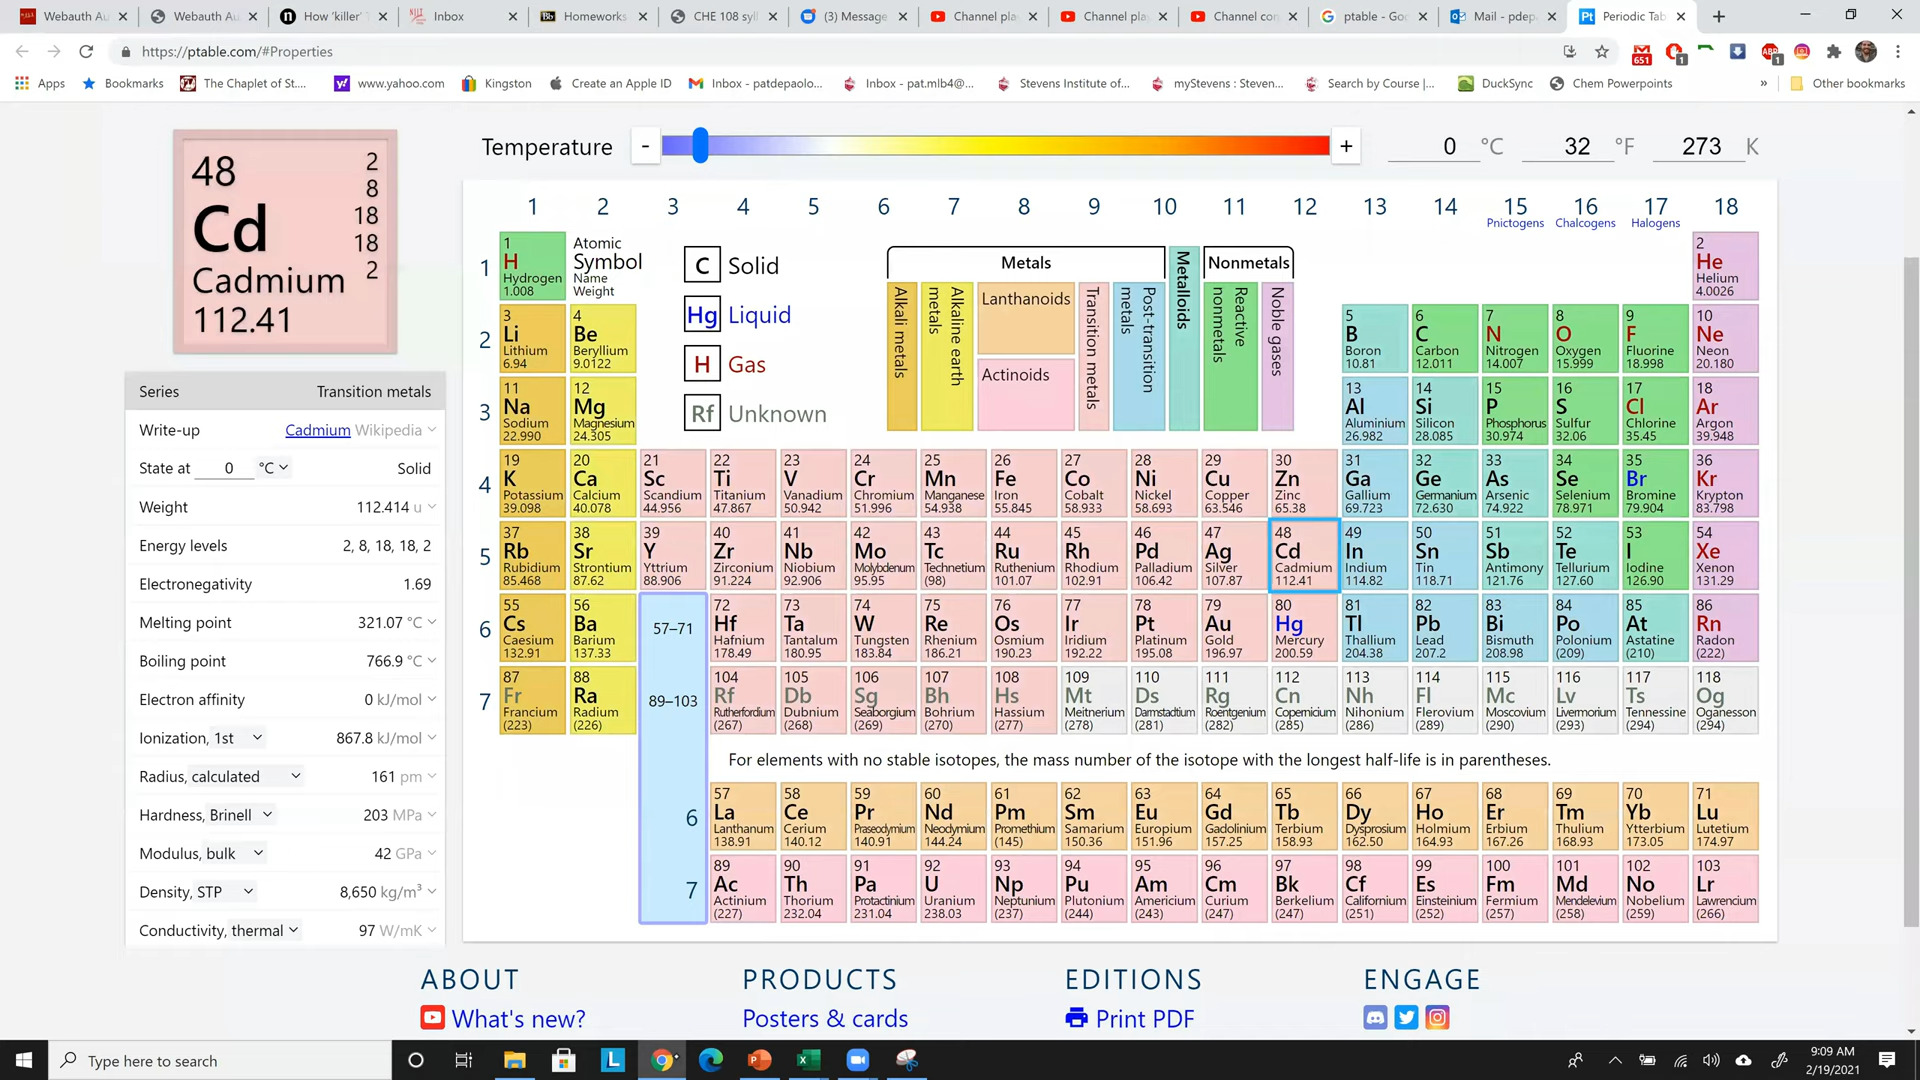 Webauth Au
Webauth Au
How 'killer'
Inbox
Homeworks
CHE 108 syll
(3) Message
Channel pla
Channel pla
Channel con
ptable - Goo
Mail - pdep
Periodic Tab
https://ptable.com/#Properties
651
1
ABP
1
Apps
Bookmarks
The Chaplet of St....
www.yahoo.com
Kingston
Create an Apple ID
Inbox - patdepaolo...
Inbox - pat.mlb4@...
Stevens Institute of...
myStevens : Steven...
Search by Course |...
DuckSync
Chem Powerpoints
»
Other bookmarks
48
Cd
Cadmium
112.41
2
8
18
18
2
Temperature - +
0 °C 32 °F 273 K
Series Transition metals
Write-up Cadmium Wikipedia
State at 0 °C Solid
Weight 112.414 u
Energy levels 2, 8, 18, 18, 2
Electronegativity 1.69
Melting point 321.07 °C
Boiling point 766.9 °C
Electron affinity 0 kJ/mol
Ionization, 1st 867.8 kJ/mol
Radius, calculated 161 pm
Hardness, Brinell 203 MPa
Modulus, bulk 42 GPa
Density, STP 8,650 kg/m³
Conductivity, thermal 97 W/mK
1 2 3 4 5 6 7 8 9 10 11 12 13 14 15 16 17 18
Pnictogens Chalcogens Halogens
Atomic
Symbol
Name
Weight
C Solid
Hg Liquid
H Gas
Rf Unknown
Metals
Metalloids
Nonmetals
Alkali metals
Alkaline earth metals
Lanthanoids
Actinoids
Transition metals
Post-transition metals
Reactive nonmetals
Noble gases
1
1 H Hydrogen 1.008
2 He Helium 4.0026
2
3 Li Lithium 6.94
4 Be Beryllium 9.0122
5 B Boron 10.81
6 C Carbon 12.011
7 N Nitrogen 14.007
8 O Oxygen 15.999
9 F Fluorine 18.998
10 Ne Neon 20.180
3
11 Na Sodium 22.990
12 Mg Magnesium 24.305
13 Al Aluminium 26.982
14 Si Silicon 28.085
15 P Phosphorus 30.974
16 S Sulfur 32.06
17 Cl Chlorine 35.45
18 Ar Argon 39.948
4
19 K Potassium 39.098
20 Ca Calcium 40.078
21 Sc Scandium 44.956
22 Ti Titanium 47.867
23 V Vanadium 50.942
24 Cr Chromium 51.996
25 Mn Manganese 54.938
26 Fe Iron 55.845
27 Co Cobalt 58.933
28 Ni Nickel 58.693
29 Cu Copper 63.546
30 Zn Zinc 65.38
31 Ga Gallium 69.723
32 Ge Germanium 72.630
33 As Arsenic 74.922
34 Se Selenium 78.971
35 Br Bromine 79.904
36 Kr Krypton 83.798
5
37 Rb Rubidium 85.468
38 Sr Strontium 87.62
39 Y Yttrium 88.906
40 Zr Zirconium 91.224
41 Nb Niobium 92.906
42 Mo Molybdenum 95.95
43 Tc Technetium (98)
44 Ru Ruthenium 101.07
45 Rh Rhodium 102.91
46 Pd Palladium 106.42
47 Ag Silver 107.87
48 Cd Cadmium 112.41
49 In Indium 114.82
50 Sn Tin 118.71
51 Sb Antimony 121.76
52 Te Tellurium 127.60
53 I Iodine 126.90
54 Xe Xenon 131.29
6
55 Cs Caesium 132.91
56 Ba Barium 137.33
57–71
72 Hf Hafnium 178.49
73 Ta Tantalum 180.95
74 W Tungsten 183.84
75 Re Rhenium 186.21
76 Os Osmium 190.23
77 Ir Iridium 192.22
78 Pt Platinum 195.08
79 Au Gold 196.97
80 Hg Mercury 200.59
81 Tl Thallium 204.38
82 Pb Lead 207.2
83 Bi Bismuth 208.98
84 Po Polonium (209)
85 At Astatine (210)
86 Rn Radon (222)
7
87 Fr Francium (223)
88 Ra Radium (226)
89–103
104 Rf Rutherfordium (267)
105 Db Dubnium (268)
106 Sg Seaborgium (269)
107 Bh Bohrium (270)
108 Hs Hassium (277)
109 Mt Meitnerium (278)
110 Ds Darmstadtium (281)
111 Rg Roentgenium (282)
112 Cn Copernicium (285)
113 Nh Nihonium (286)
114 Fl Flerovium (289)
115 Mc Moscovium (290)
116 Lv Livermorium (293)
117 Ts Tennessine (294)
118 Og Oganesson (294)
For elements with no stable isotopes, the mass number of the isotope with the longest half-life is in parentheses.
6
57 La Lanthanum 138.91
58 Ce Cerium 140.12
59 Pr Praseodymium 140.91
60 Nd Neodymium 144.24
61 Pm Promethium (145)
62 Sm Samarium 150.36
63 Eu Europium 151.96
64 Gd Gadolinium 157.25
65 Tb Terbium 158.93
66 Dy Dysprosium 162.50
67 Ho Holmium 164.93
68 Er Erbium 167.26
69 Tm Thulium 168.93
70 Yb Ytterbium 173.05
71 Lu Lutetium 174.97
7
89 Ac Actinium (227)
90 Th Thorium 232.04
91 Pa Protactinium 231.04
92 U Uranium 238.03
93 Np Neptunium (237)
94 Pu Plutonium (244)
95 Am Americium (243)
96 Cm Curium (247)
97 Bk Berkelium (247)
98 Cf Californium (251)
99 Es Einsteinium (252)
100 Fm Fermium (257)
101 Md Mendelevium (258)
102 No Nobelium (259)
103 Lr Lawrencium (266)
ABOUT PRODUCTS EDITIONS ENGAGE
What's new? Posters & cards Print PDF
Type here to search
9:09 AM
2/19/2021